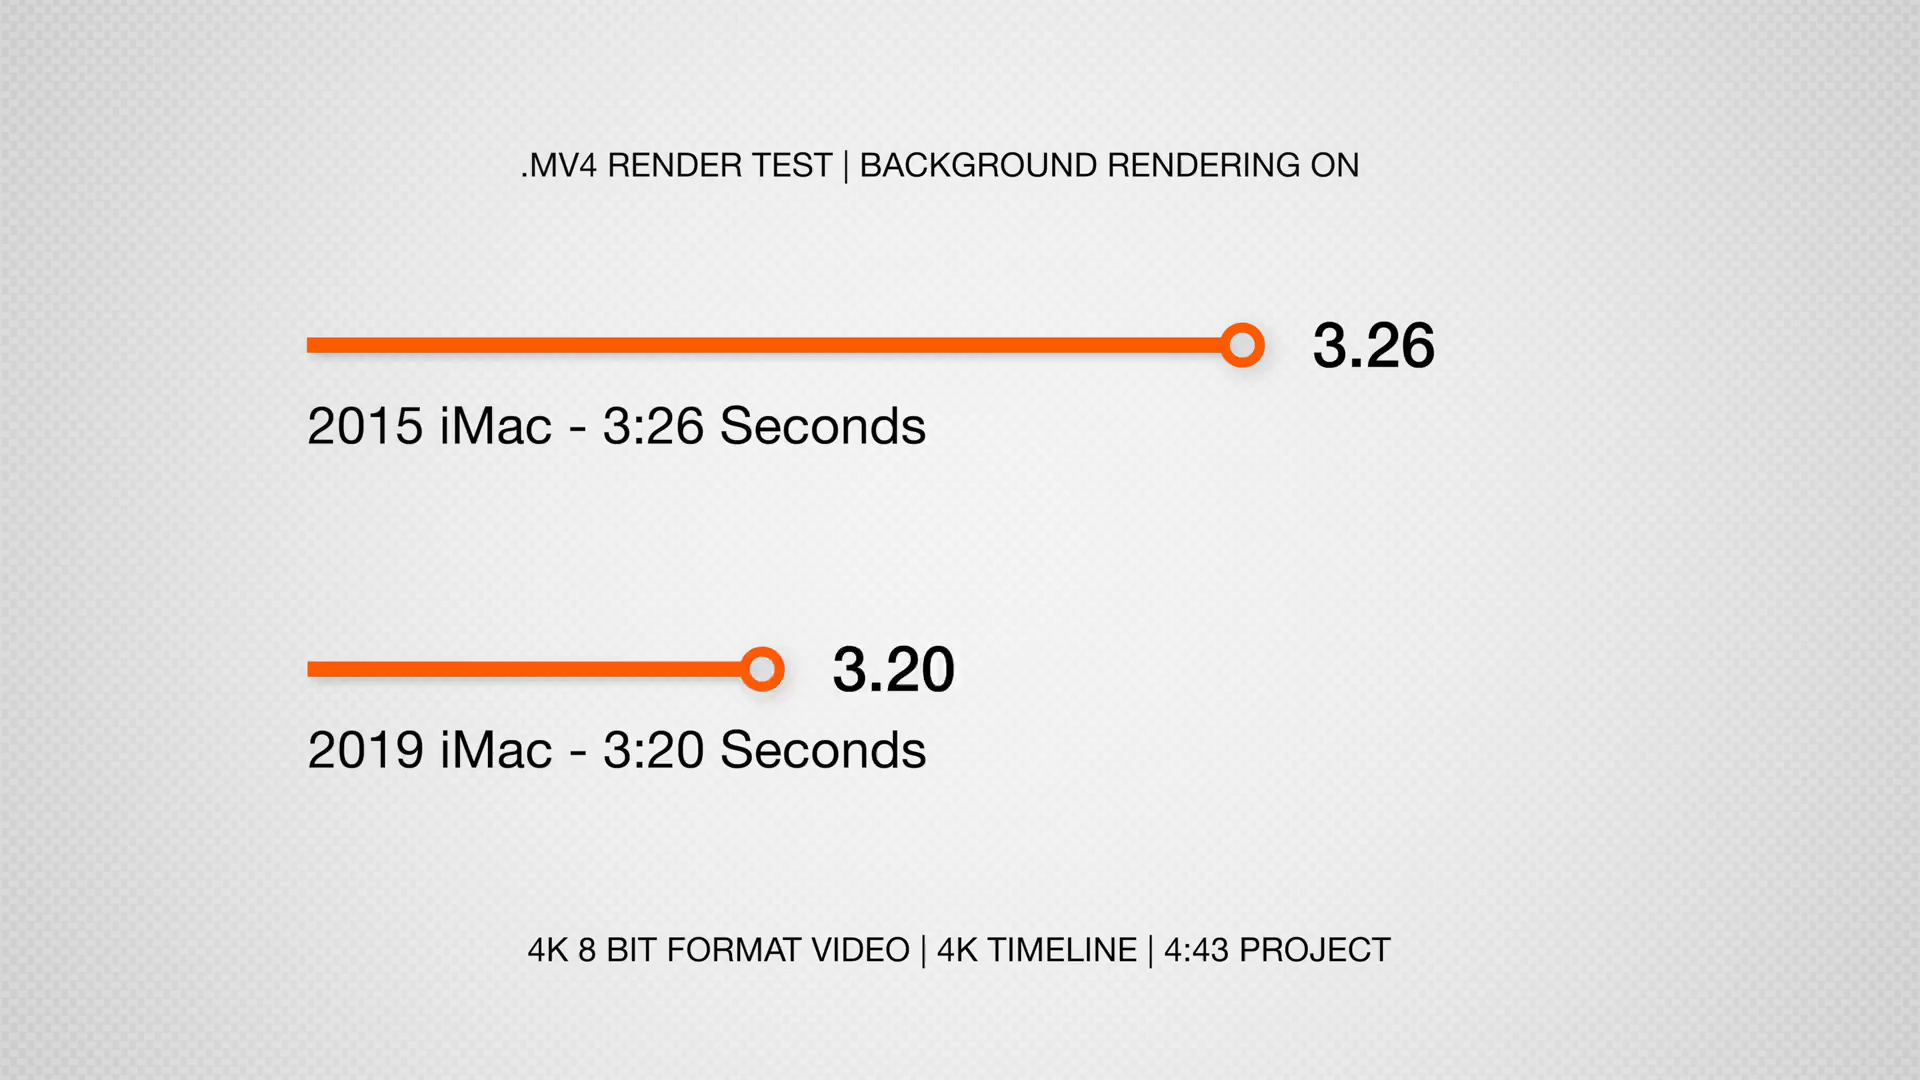 .MV4 RENDER TEST | BACKGROUND RENDERING ON
3.26
2015 iMac - 3:26 Seconds
3.20
2019 iMac - 3:20 Seconds
4K 8 BIT FORMAT VIDEO | 4K TIMELINE | 4:43 PROJECT